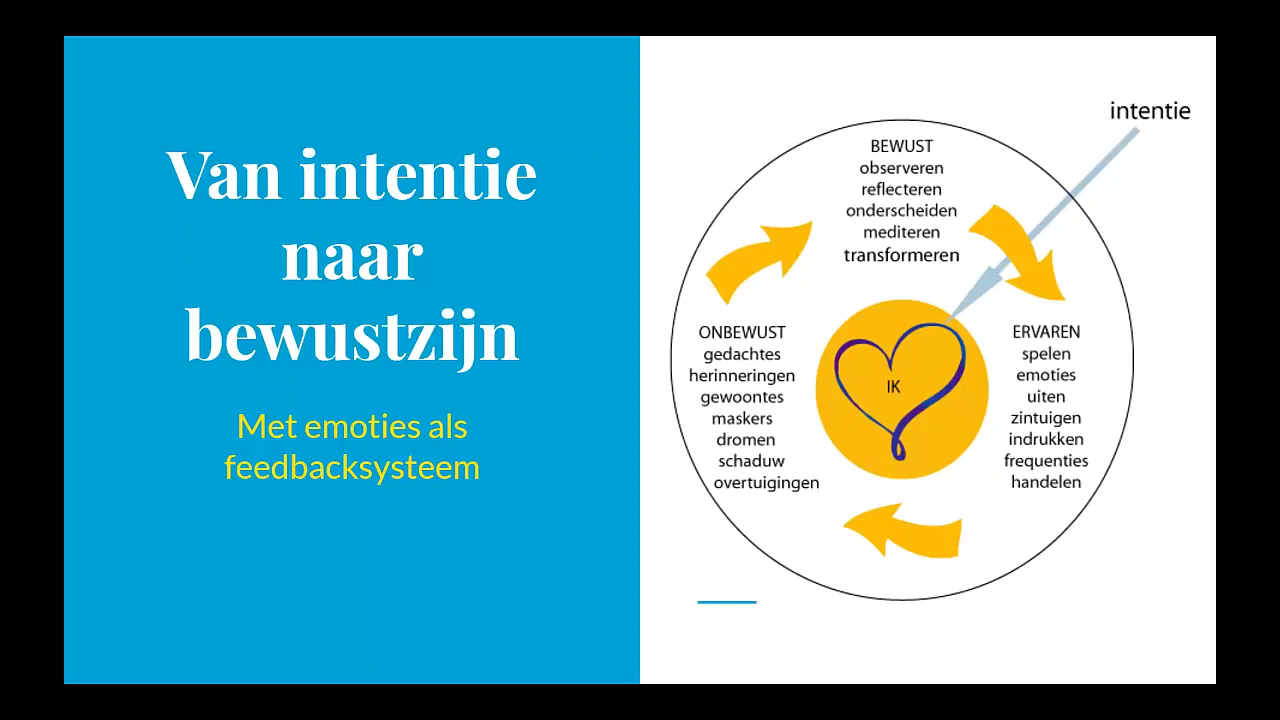 Van intentie
naar
bewustzijn
Met emoties als
feedbacksysteem
intentie
BEWUST
observeren
reflecteren
onderscheiden
mediteren
transformeren
ONBEWUST
gedachtes
herinneringen
gewoontes
maskers
dromen
schaduw
overtuigingen
IK
ERVAREN
spelen
emoties
uiten
zintuigen
indrukken
frequenties
handelen